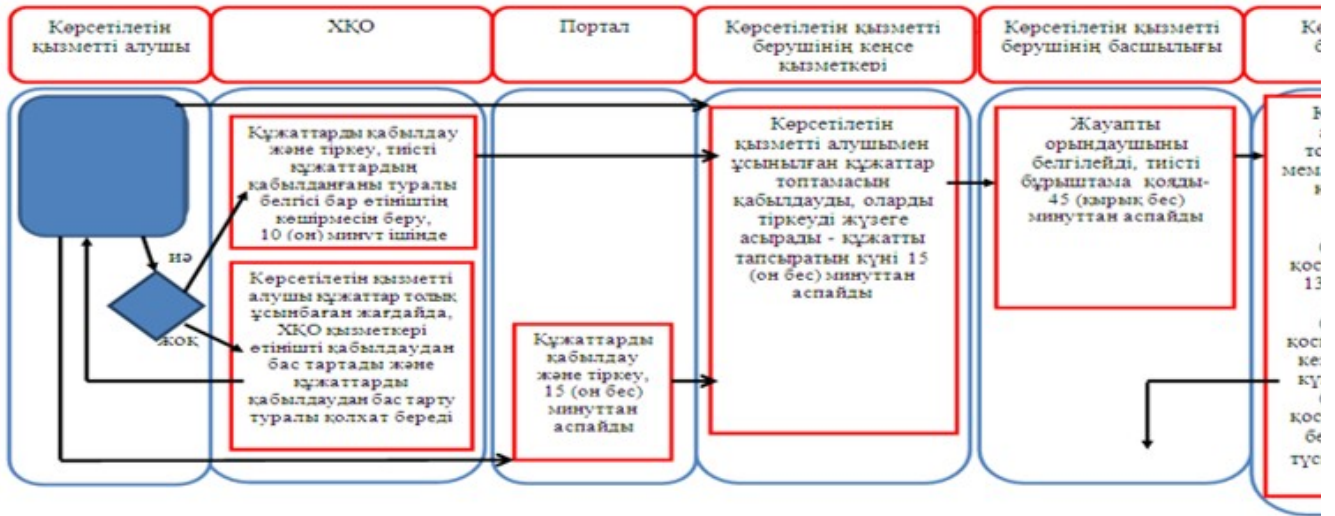 Көрсетілетін
қызметті алушы
ХҚО
Портал
Көрсетілетін қызметті
берушінің кеңсе
қызметкері
Көрсетілетін қызметті
берушінің басшылығы
Құжаттарды қабылдау
және тіркеу, тиісті
құжаттардың
қабылданғаны туралы
белгісі бар өтініштің
көшірмесін беру,
10 (он) минут ішінде
иә
жоқ
Көрсетілетін қызметті
алушы құжаттар толық
ұсынбаған жағдайда,
ХҚО қызметкері
өтінішті қабылдаудан
бас тартады және
құжаттарды
қабылдаудан бас тарту
туралы қолхат береді
Құжаттарды
қабылдау
және тіркеу,
15 (он бес)
минуттан
аспайды
Көрсетілетін
қызметті алушымен
ұсынылған құжаттар
топтамасын
қабылдауды, оларды
тіркеуді жүзеге
асырады - құжатты
тапсыратын күні 15
(он бес) минуттан
аспайды
Жауапты
орындаушыны
белгілейді, тиісті
бұрыштама қояды-
45 (қырық бес)
минуттан аспайды